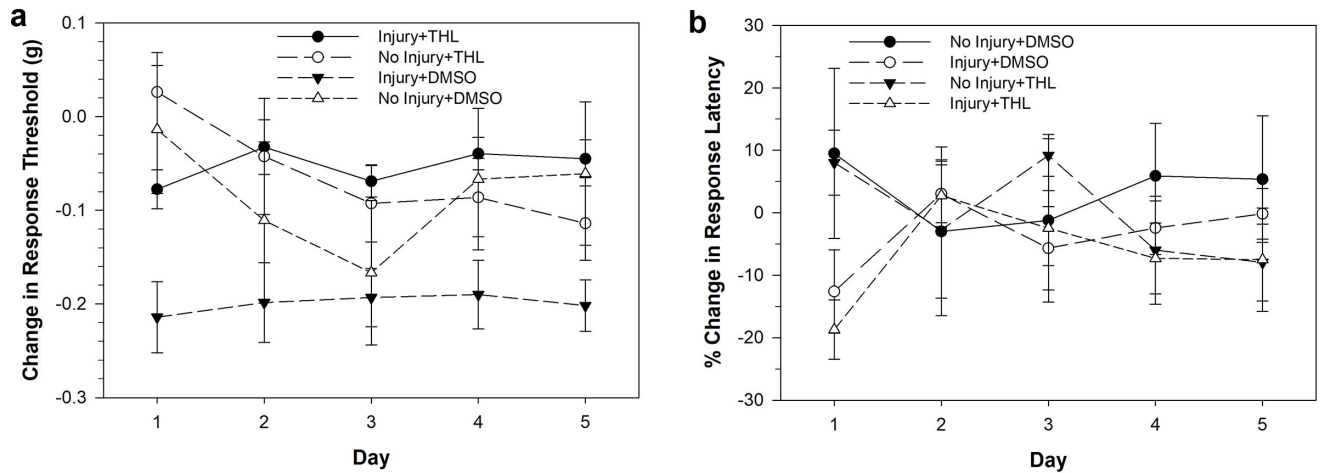 a
Change in Response Threshold (g)
0.1
0.0
-0.1
-0.2
-0.3
Injury+THL
No Injury+THL
Injury+DMSO
No Injury+DMSO
1 2 3 4 5
Day
b
% Change in Response Latency
30
20
10
0
-10
-20
-30
No Injury+DMSO
Injury+DMSO
No Injury+THL
Injury+THL
1 2 3 4 5
Day